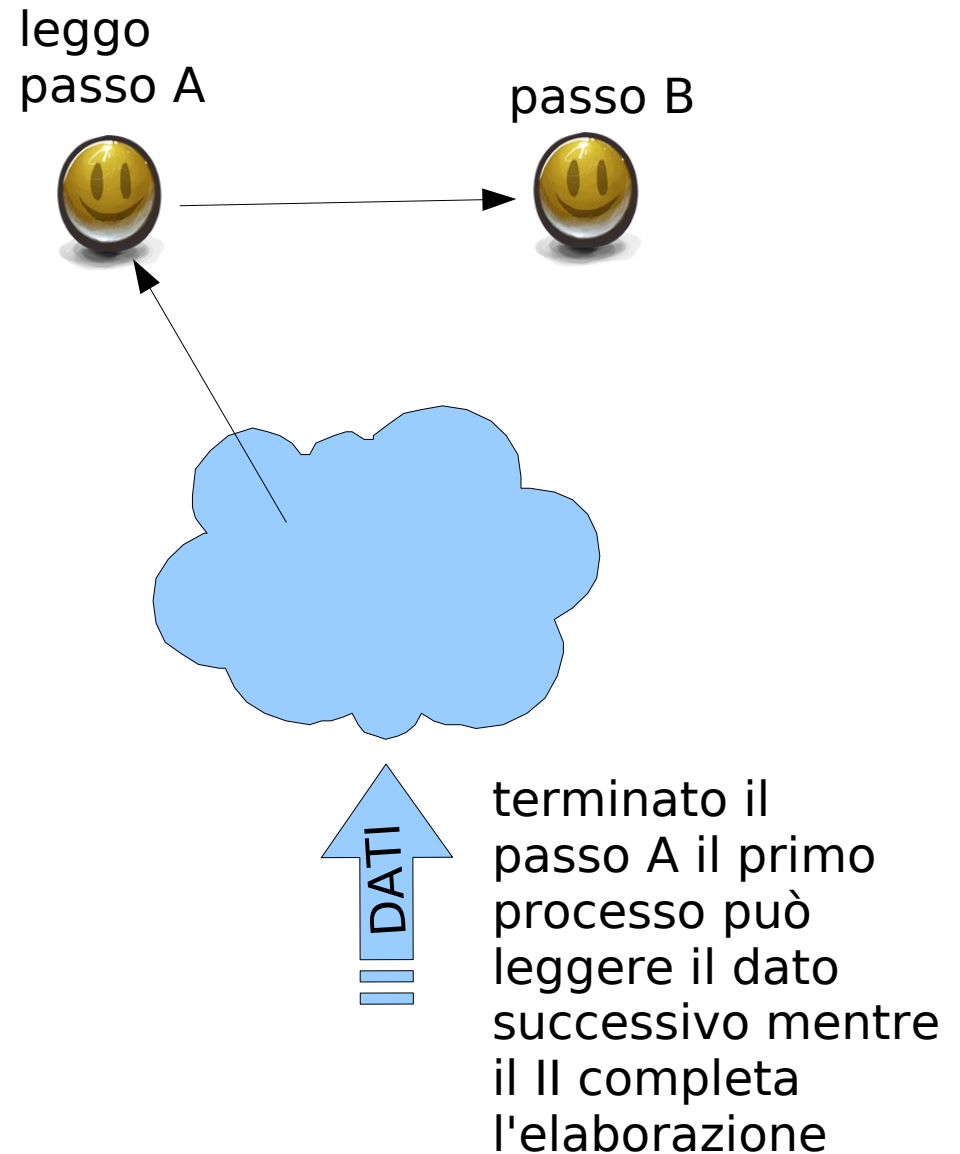 leggo
passo A
passo B
DATI
terminato il
passo A il primo
processo può
leggere il dato
successivo mentre
il II completa
l'elaborazione